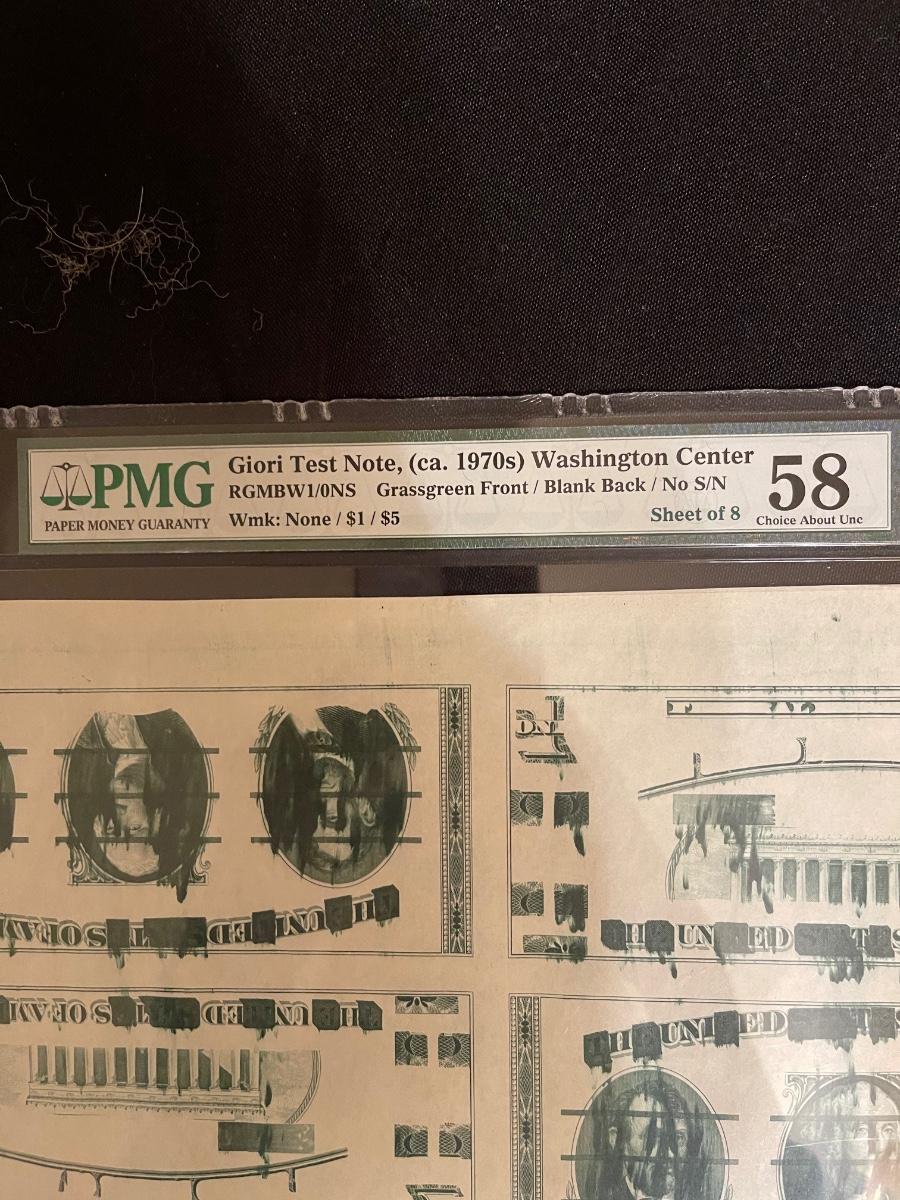 PMG
PAPER MONEY GUARANTY
Giori Test Note, (ca. 1970s) Washington Center
RGMBW1/0NS Grassgreen Front / Blank Back / No S/N
Wmk: None / $1 / $5
Sheet of 8
58
Choice About Unc